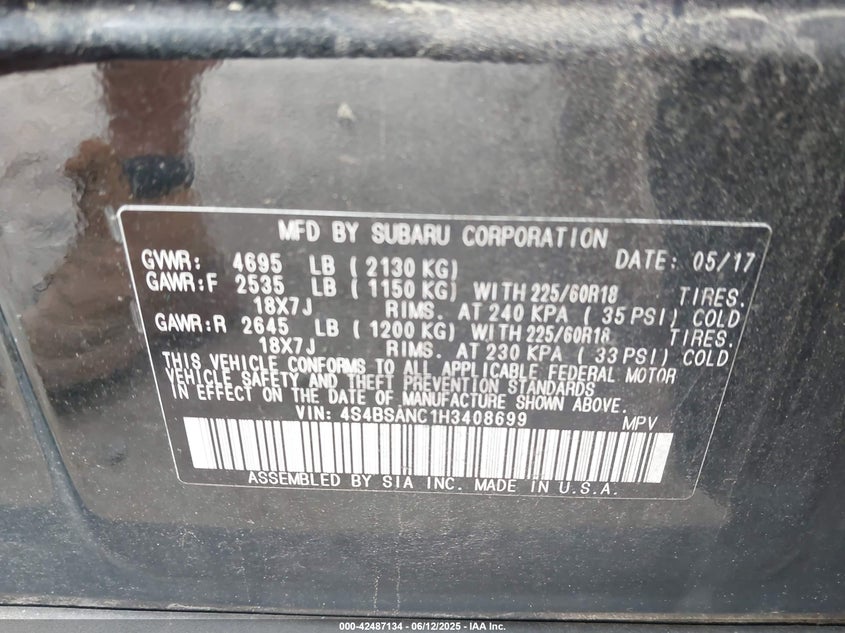 MFD BY SUBARU CORPORATION
GVWR: 4695 LB ( 2130 KG) DATE: 05/17
GAWR:F 2535 LB ( 1150 KG) WITH 225/60R18 TIRES.
18X7J RIMS. AT 240 KPA ( 35 PSI) COLD
GAWR:R 2645 LB ( 1200 KG) WITH 225/60R18 TIRES.
18X7J RIMS. AT 230 KPA ( 33 PSI) COLD
THIS VEHICLE CONFORMS TO ALL APPLICABLE FEDERAL MOTOR
VEHICLE SAFETY AND THEFT PREVENTION STANDARDS
IN EFFECT ON THE DATE OF MANUFACTURE SHOWN ABOVE.
VIN: 4S4BSANC1H3408699 MPV
ASSEMBLED BY SIA INC. MADE IN U.S.A.
000-42487134 - 06/12/2025 - IAA Inc.